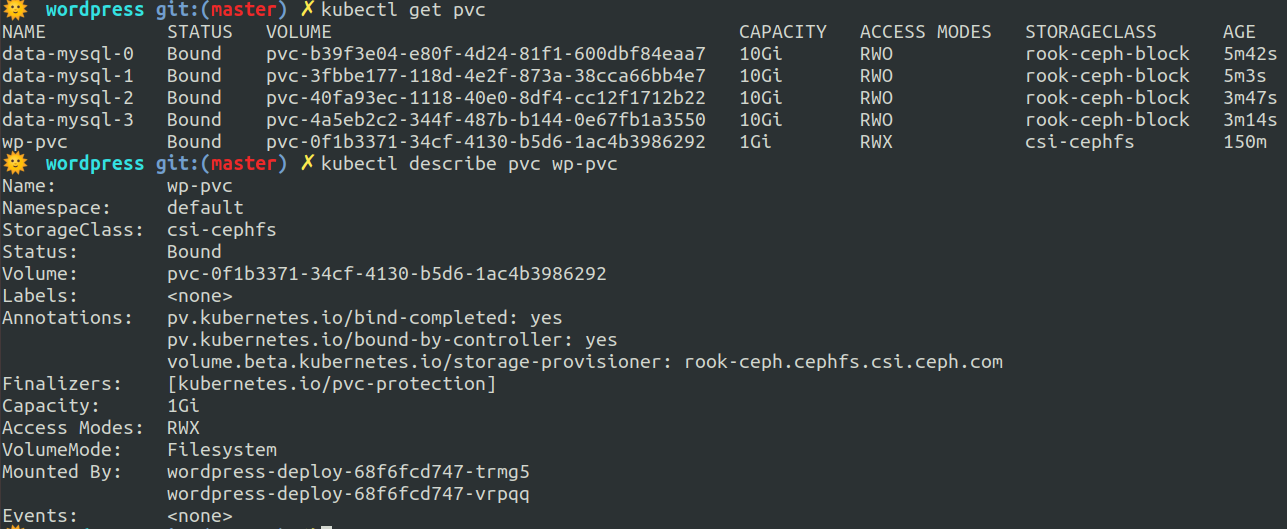 🌞 wordpress git:(master) ✗ kubectl get pvc
NAME STATUS VOLUME CAPACITY ACCESS MODES STORAGECLASS AGE
data-mysql-0 Bound pvc-b39f3e04-e80f-4d24-81f1-600dbf84eaa7 10Gi RWO rook-ceph-block 5m42s
data-mysql-1 Bound pvc-3fbbe177-118d-4e2f-873a-38cca66bb4e7 10Gi RWO rook-ceph-block 5m3s
data-mysql-2 Bound pvc-40fa93ec-1118-40e0-8df4-cc12f1712b22 10Gi RWO rook-ceph-block 3m47s
data-mysql-3 Bound pvc-4a5eb2c2-344f-487b-b144-0e67fb1a3550 10Gi RWO rook-ceph-block 3m14s
wp-pvc Bound pvc-0f1b3371-34cf-4130-b5d6-1ac4b3986292 1Gi RWX csi-cephfs 150m
🌞 wordpress git:(master) ✗ kubectl describe pvc wp-pvc
Name: wp-pvc
Namespace: default
StorageClass: csi-cephfs
Status: Bound
Volume: pvc-0f1b3371-34cf-4130-b5d6-1ac4b3986292
Labels: <none>
Annotations: pv.kubernetes.io/bind-completed: yes
pv.kubernetes.io/bound-by-controller: yes
volume.beta.kubernetes.io/storage-provisioner: rook-ceph.cephfs.csi.ceph.com
Finalizers: [kubernetes.io/pvc-protection]
Capacity: 1Gi
Access Modes: RWX
VolumeMode: Filesystem
Mounted By: wordpress-deploy-68f6fcd747-trmg5
wordpress-deploy-68f6fcd747-vrpqq
Events: <none>